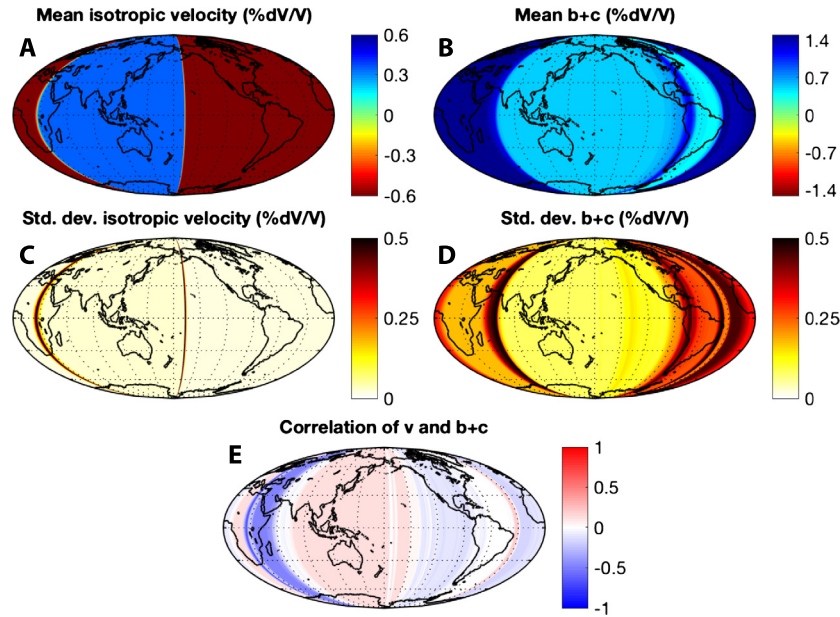 Mean isotropic velocity (%dV/V)
A
0.6
0.3
0
-0.3
-0.6
Mean b+c (%dV/V)
B
1.4
0.7
0
-0.7
-1.4
Std. dev. isotropic velocity (%dV/V)
C
0.5
0.25
0
Std. dev. b+c (%dV/V)
D
0.5
0.25
0
Correlation of v and b+c
E
1
0.5
0
-0.5
-1